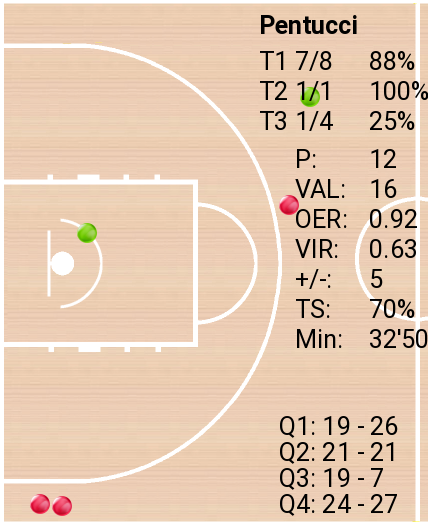 Pentucci
T1 7/8 88%
T2 1/1 100%
T3 1/4 25%
P: 12
VAL: 16
OER: 0.92
VIR: 0.63
+/-: 5
TS: 70%
Min: 32'50
Q1: 19 - 26
Q2: 21 - 21
Q3: 19 - 7
Q4: 24 - 27